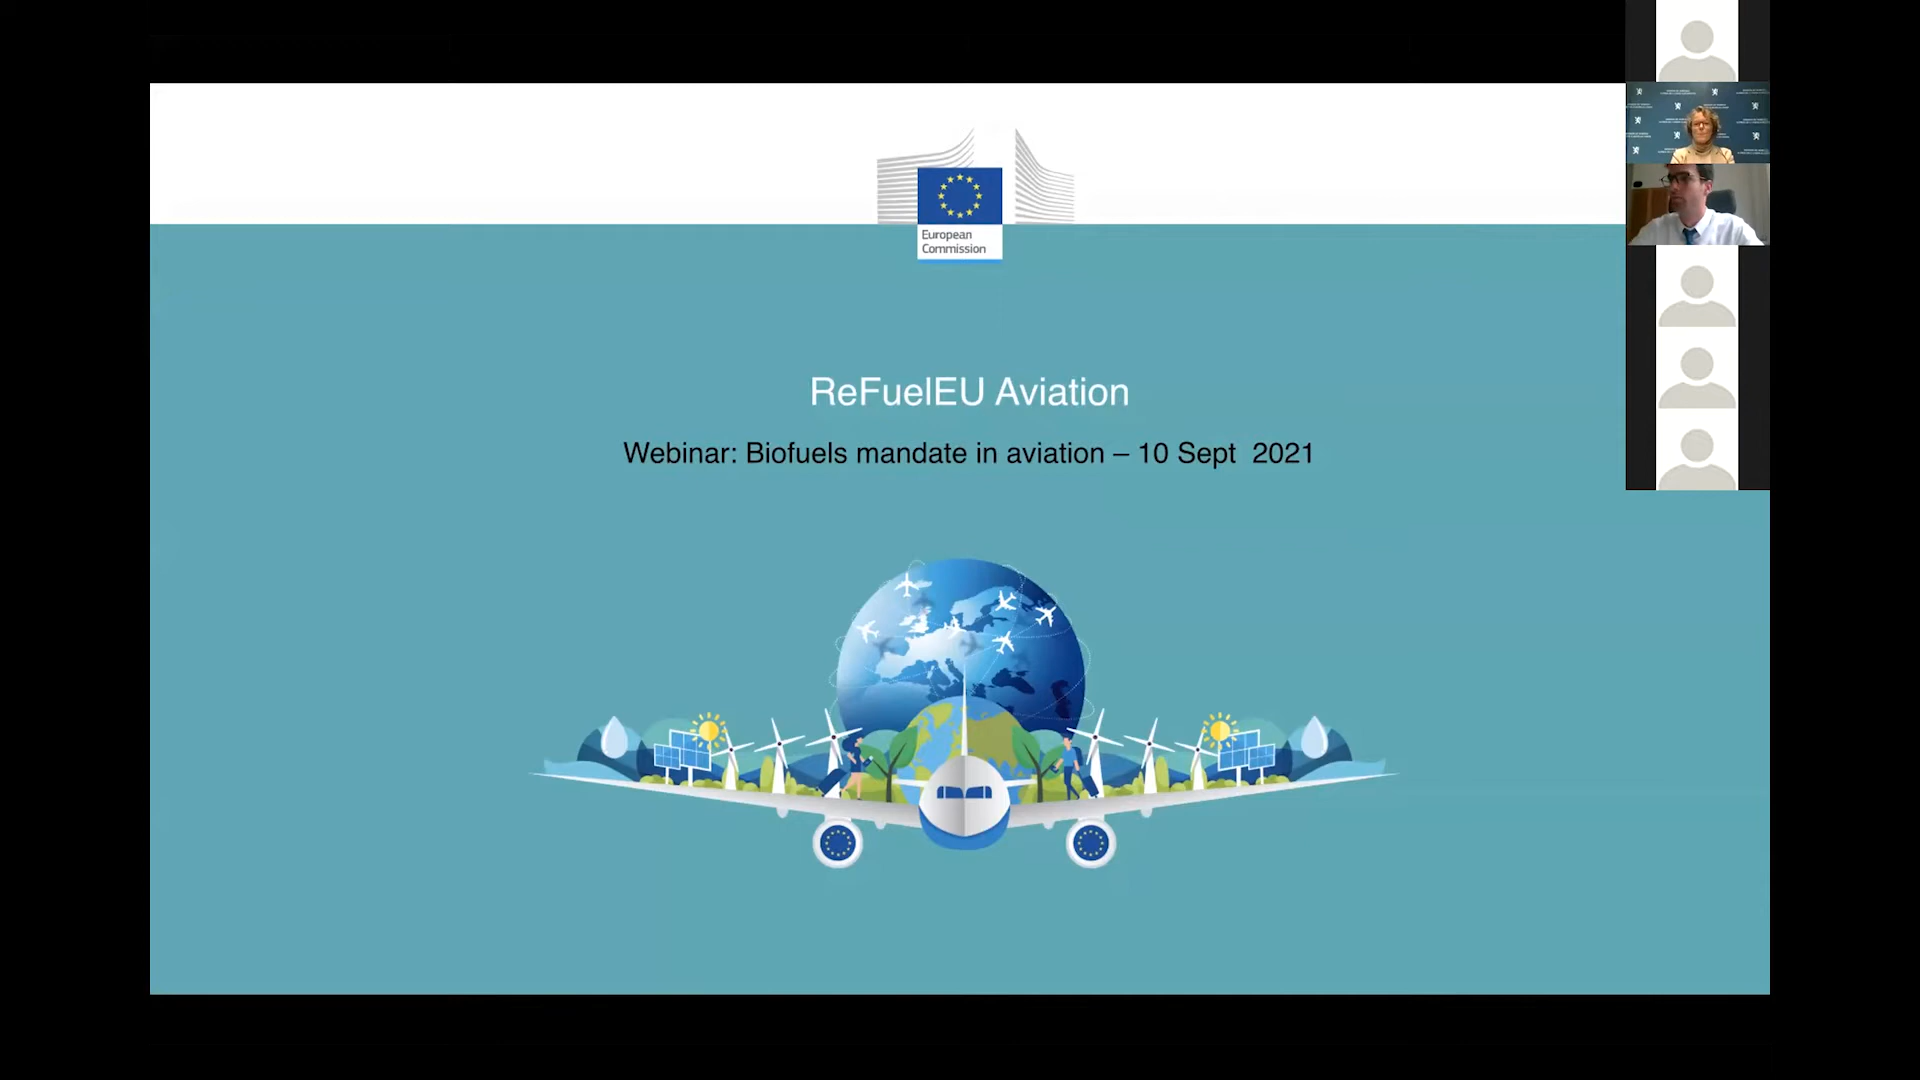 European
Commission
ReFuelEU Aviation
Webinar: Biofuels mandate in aviation – 10 Sept 2021